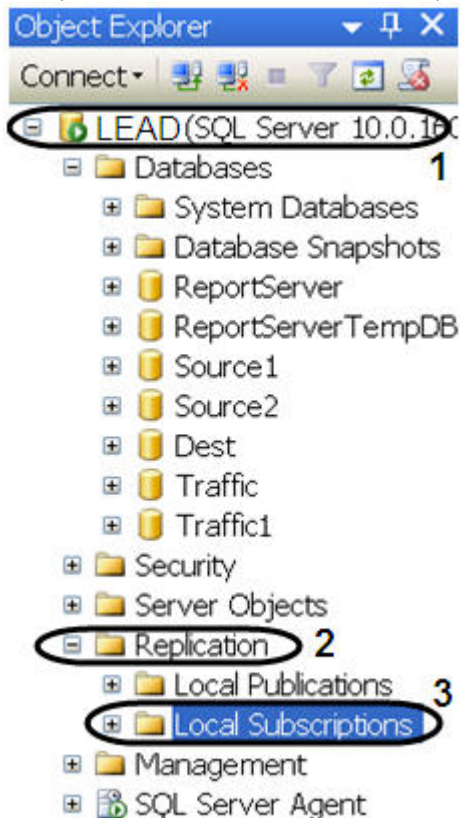 Object Explorer
Connect
LEAD (SQL Server 10.0.160
1
Databases
System Databases
Database Snapshots
ReportServer
ReportServerTempDB
Source1
Source2
Dest
Traffic
Traffic1
Security
Server Objects
Replication 2
Local Publications
3
Local Subscriptions
Management
SQL Server Agent